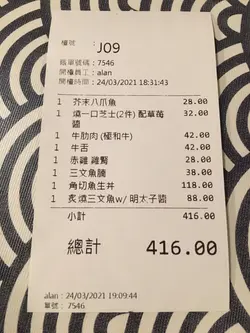 檯號 : J09
賬單號碼 : 7546
開檯員工 : alan
開檯時間 : 24/03/2021 18:31:43
1 芥末八爪魚 28.00
1 燒一口芝士(2件) 配草莓醬 32.00
1 牛肋肉 (極和牛) 42.00
1 牛舌 42.00
1 赤雞 雞腎 28.00
1 三文魚腩 38.00
1 角切魚生丼 118.00
1 炙燒三文魚w/ 明太子醬 88.00
小計 416.00
總計 416.00
alan : 24/03/2021 19:09:44
單號 : 7546